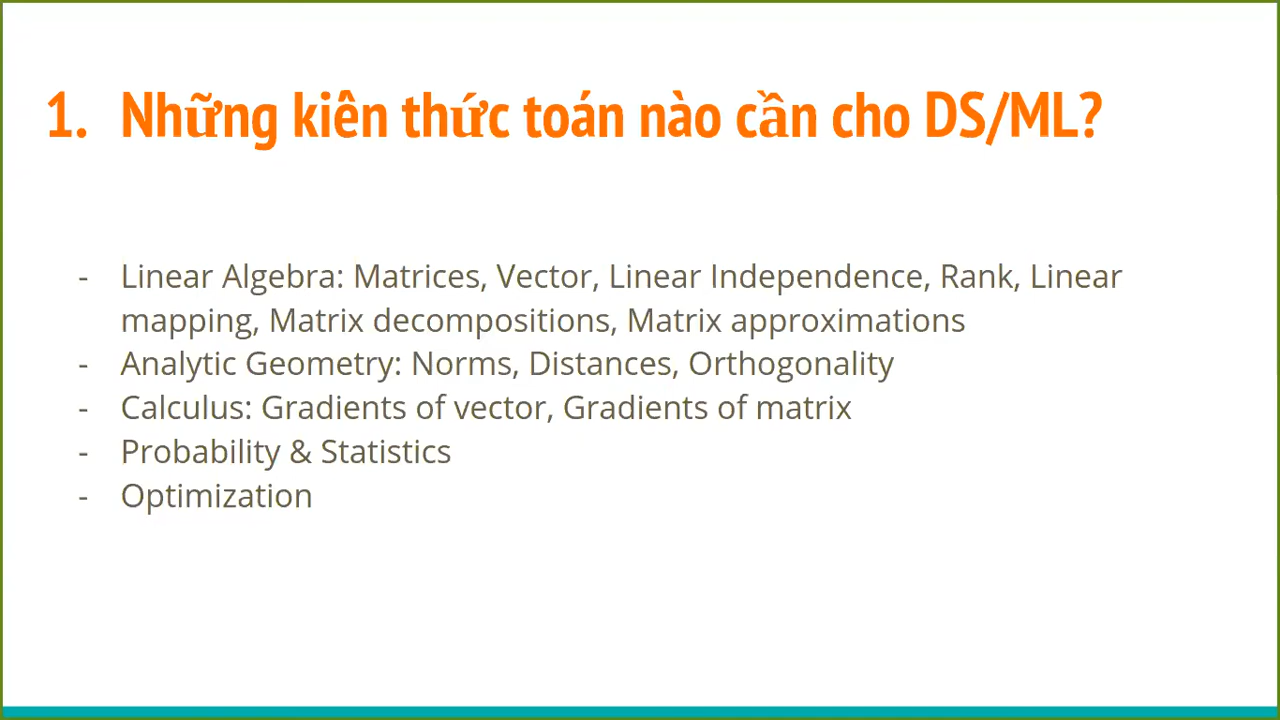 1. Những kiên thức toán nào cần cho DS/ML?
- Linear Algebra: Matrices, Vector, Linear Independence, Rank, Linear
mapping, Matrix decompositions, Matrix approximations
- Analytic Geometry: Norms, Distances, Orthogonality
- Calculus: Gradients of vector, Gradients of matrix
- Probability & Statistics
- Optimization